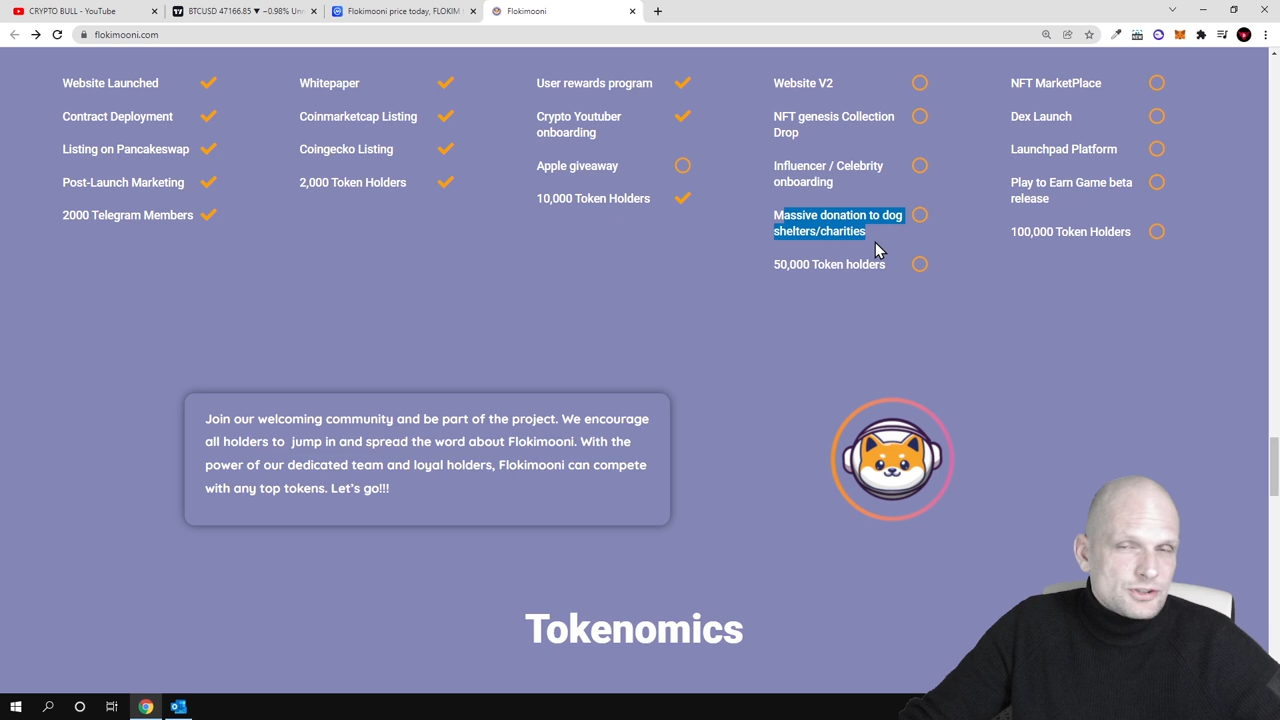 CRYPTO BULL - YouTube
BTCUSD 47166.85 ▼ −0.98% Un
Flokimooni price today, FLOKIM
Flokimooni
flokimooni.com
Website Launched
Contract Deployment
Listing on Pancakeswap
Post-Launch Marketing
2000 Telegram Members
Whitepaper
Coinmarketcap Listing
Coingecko Listing
2,000 Token Holders
User rewards program
Crypto Youtuber
onboarding
Apple giveaway
10,000 Token Holders
Website V2
NFT genesis Collection
Drop
Influencer / Celebrity
onboarding
Massive donation to dog
shelters/charities
50,000 Token holders
NFT MarketPlace
Dex Launch
Launchpad Platform
Play to Earn Game beta
release
100,000 Token Holders
Join our welcoming community and be part of the project. We encourage
all holders to jump in and spread the word about Flokimooni. With the
power of our dedicated team and loyal holders, Flokimooni can compete
with any top tokens. Let's go!!!
Tokenomics